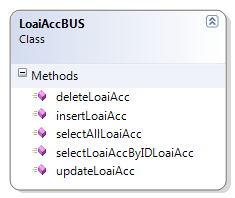 LoaiAccBUS
Class
Methods
deleteLoaiAcc
insertLoaiAcc
selectAllLoaiAcc
selectLoaiAccByIDLoaiAcc
updateLoaiAcc